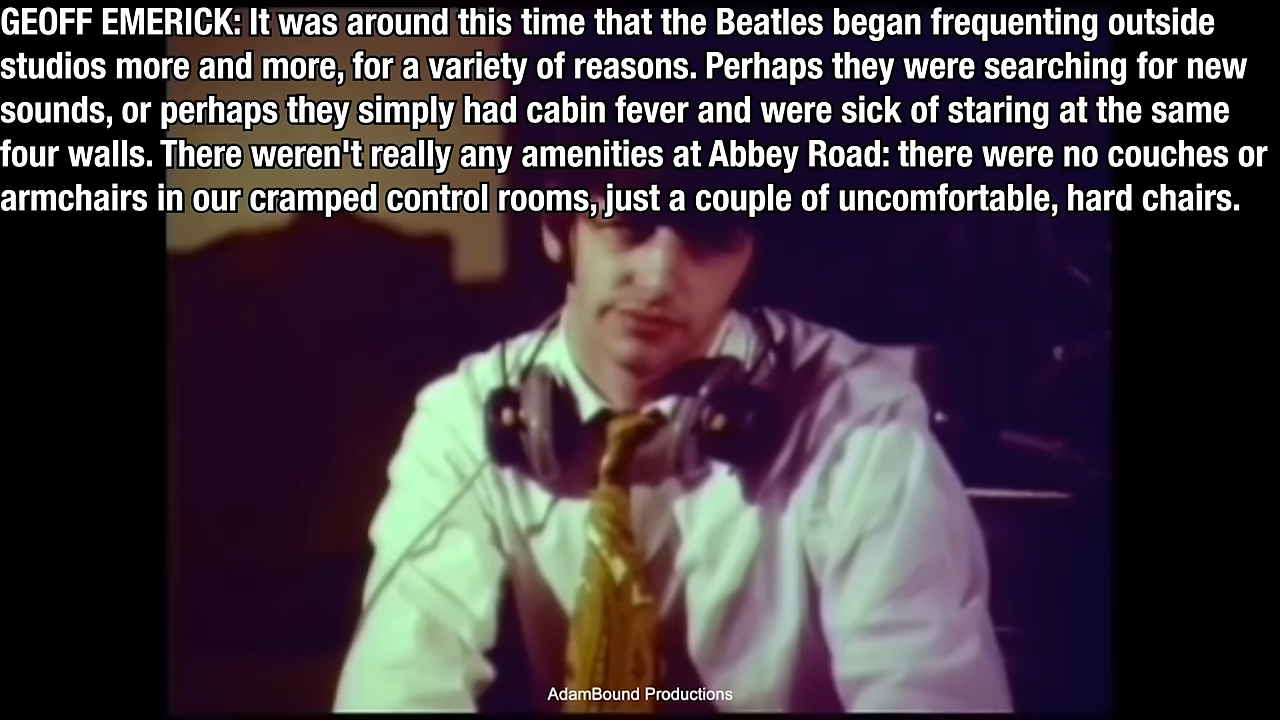 GEOFF EMERICK: It was around this time that the Beatles began frequenting outside
studios more and more, for a variety of reasons. Perhaps they were searching for new
sounds, or perhaps they simply had cabin fever and were sick of staring at the same
four walls. There weren't really any amenities at Abbey Road: there were no couches or
armchairs in our cramped control rooms, just a couple of uncomfortable, hard chairs.
AdamBound Productions